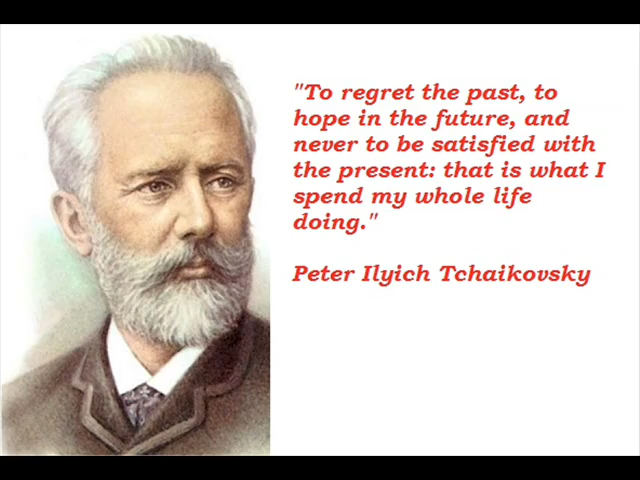 "To regret the past, to
hope in the future, and
never to be satisfied with
the present: that is what I
spend my whole life
doing."
Peter Ilyich Tchaikovsky